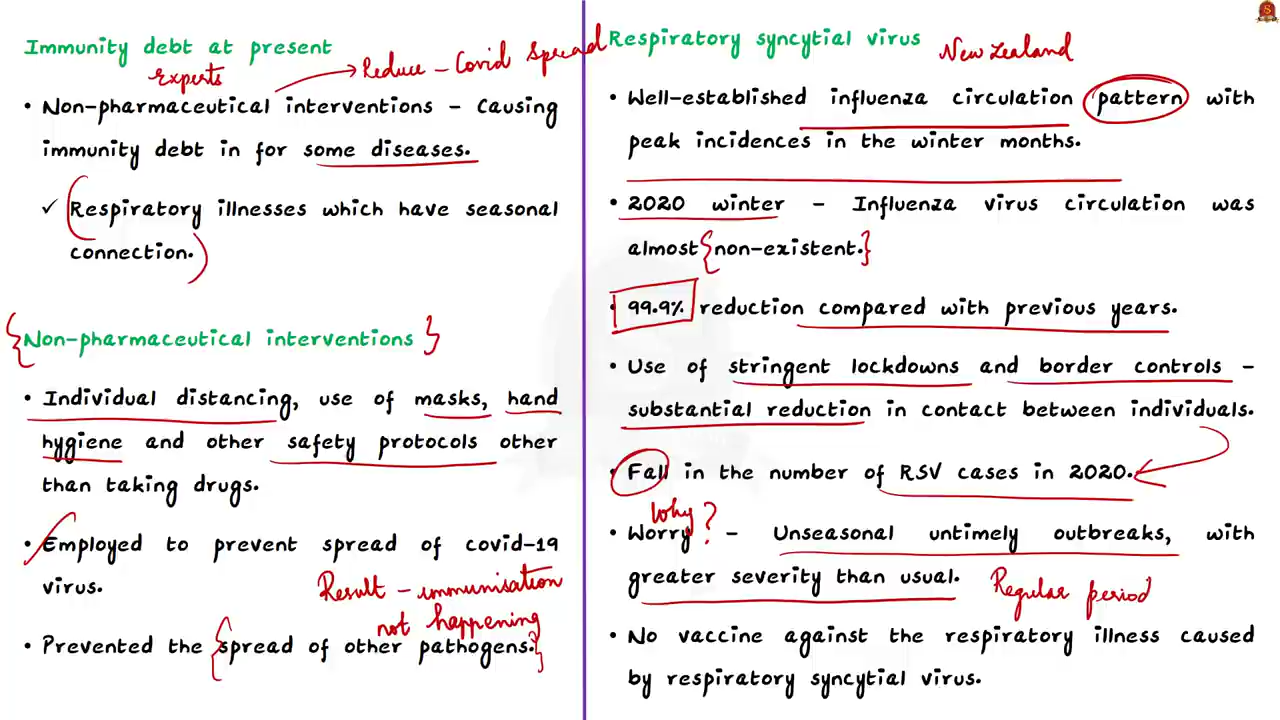 Immunity debt at present
experts
Reduce - Covid Spread
• Non-pharmaceutical interventions - Causing
immunity debt in for some diseases.
✓ Respiratory illnesses which have seasonal
connection.
Non-pharmaceutical interventions
• Individual distancing, use of masks, hand
hygiene and other safety protocols other
than taking drugs.
• Employed to prevent spread of covid-19
virus.
Result - immunisation
not happening
• Prevented the spread of other pathogens.
Respiratory syncytial virus
New Zealand
• Well-established influenza circulation pattern with
peak incidences in the winter months.
• 2020 winter - Influenza virus circulation was
almost {non-existent.}
• 99.9% reduction compared with previous years.
• Use of stringent lockdowns and border controls -
substantial reduction in contact between individuals.
• Fall in the number of RSV cases in 2020.
Why?
• Worry - Unseasonal untimely outbreaks, with
greater severity than usual.
Regular period
• No vaccine against the respiratory illness caused
by respiratory syncytial virus.